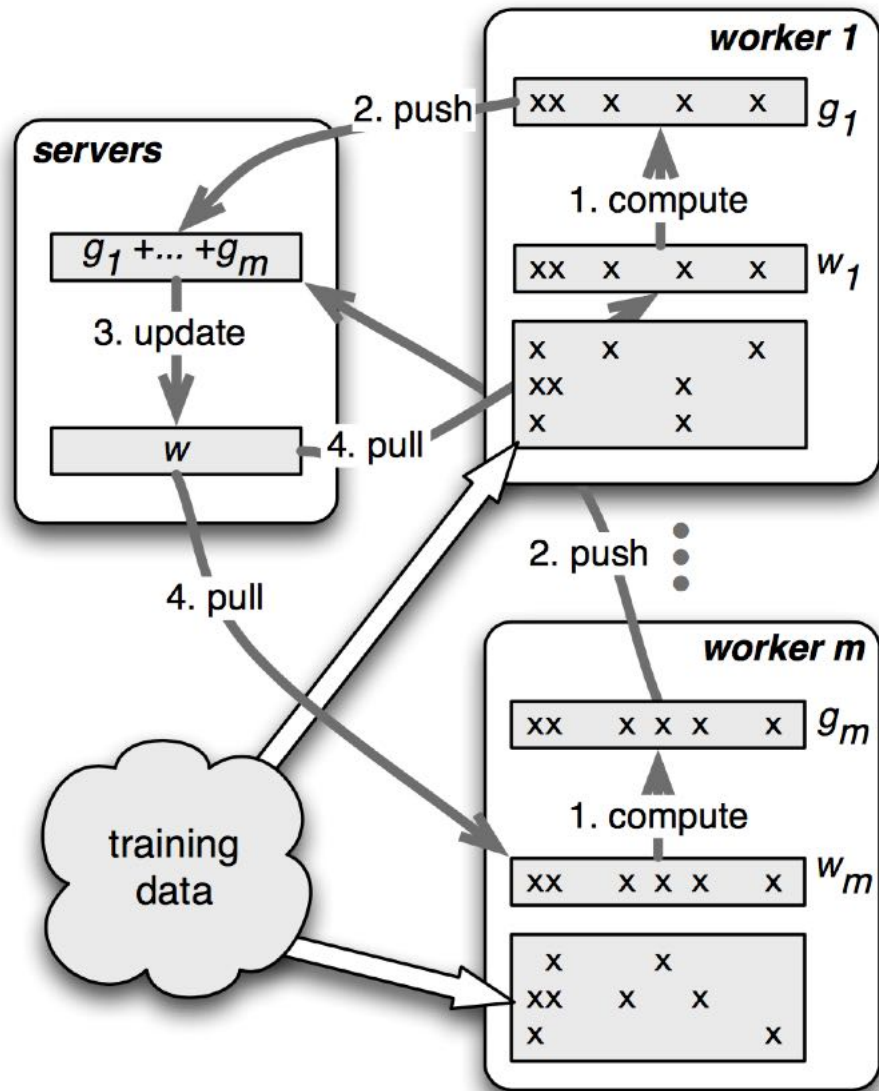 worker 1
xx x x x
g1
2. push
servers
1. compute
g1 +... +gm
xx x x x
w1
3. update
x x x
xx x
x x
w
4. pull
2. push
4. pull
worker m
xx x x x x
gm
1. compute
training
data
xx x x x x
wm
x x
xx x x
x x